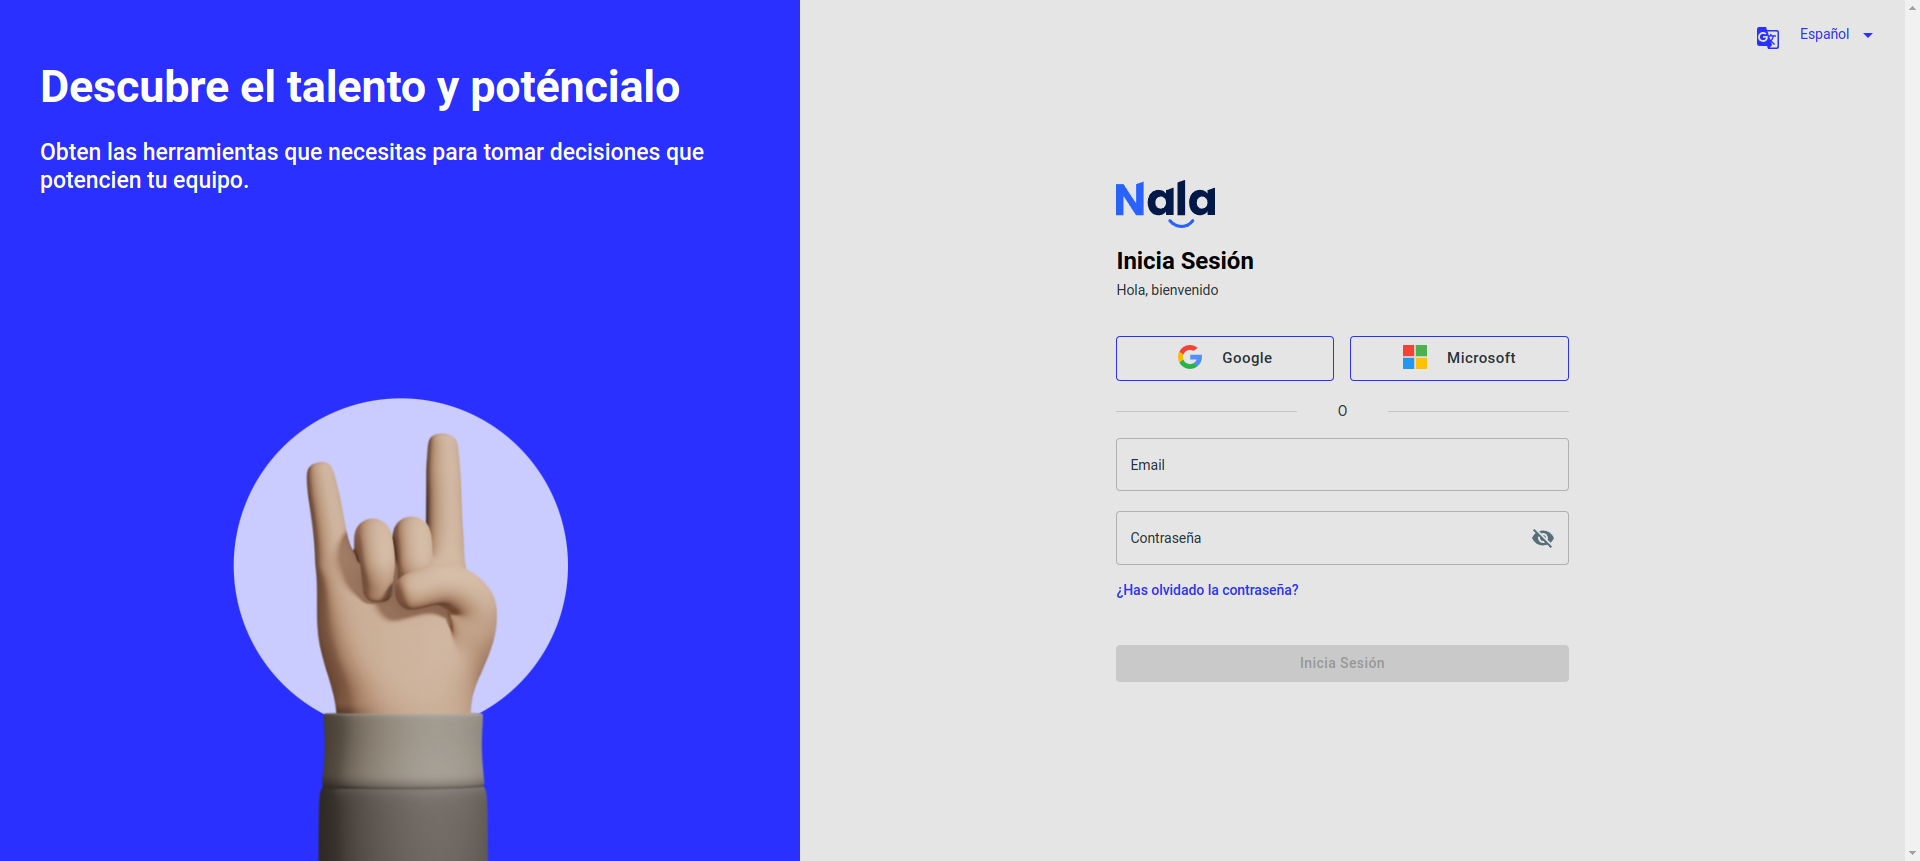 Descubre el talento y poténcialo
Obten las herramientas que necesitas para tomar decisiones que
potencien tu equipo.
Español
Nala
Inicia Sesión
Hola, bienvenido
Google
Microsoft
O
Email
Contraseña
¿Has olvidado la contraseña?
Inicia Sesión